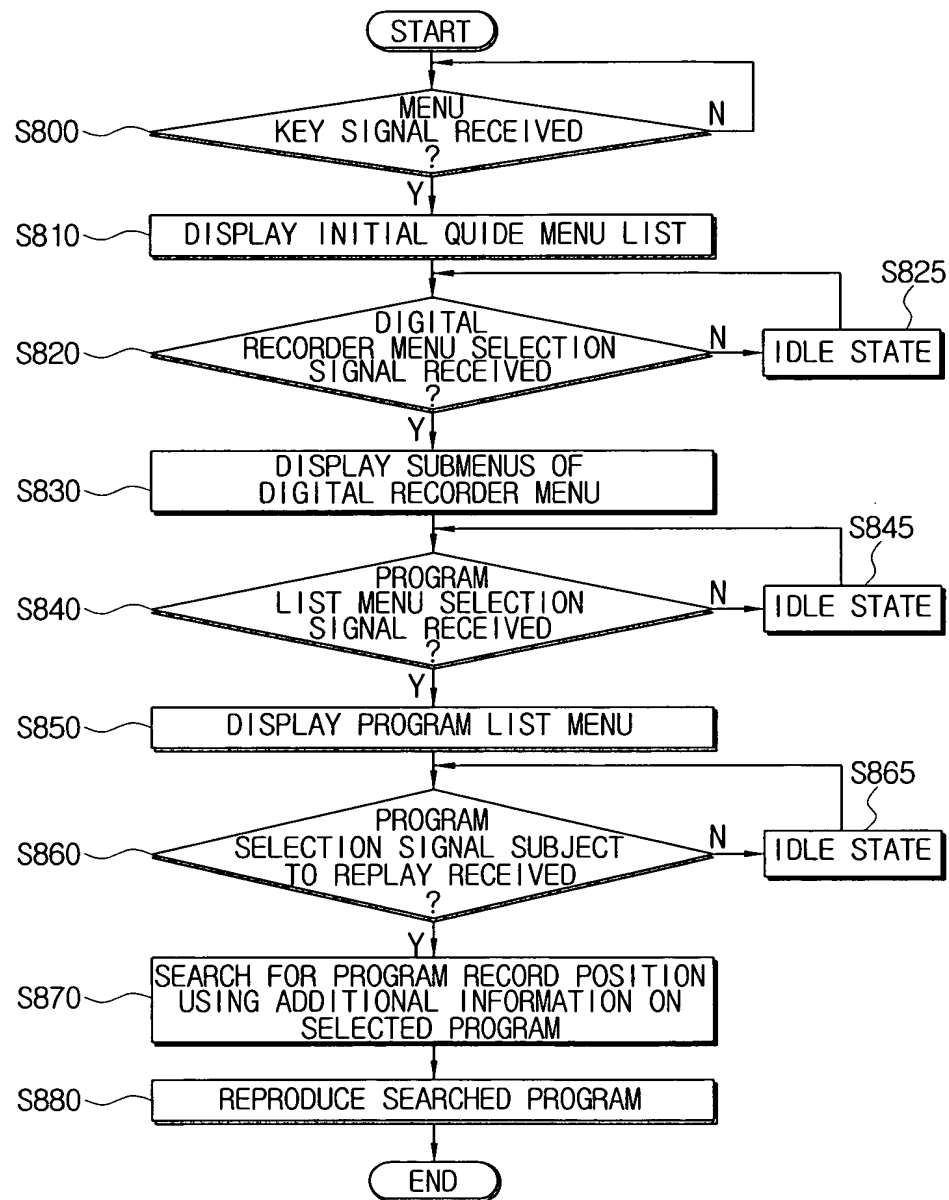 START
MENU
KEY SIGNAL RECEIVED
?
N
S800
Y
S810
DISPLAY INITIAL QUIDE MENU LIST
S825
DIGITAL
RECORDER MENU SELECTION
SIGNAL RECEIVED
?
N
IDLE STATE
S820
Y
S830
DISPLAY SUBMENUS OF
DIGITAL RECORDER MENU
S845
PROGRAM
LIST MENU SELECTION
SIGNAL RECEIVED
?
N
IDLE STATE
S840
Y
S850
DISPLAY PROGRAM LIST MENU
S865
PROGRAM
SELECTION SIGNAL SUBJECT
TO REPLAY RECEIVED
?
N
IDLE STATE
S860
Y
S870
SEARCH FOR PROGRAM RECORD POSITION
USING ADDITIONAL INFORMATION ON
SELECTED PROGRAM
S880
REPRODUCE SEARCHED PROGRAM
END